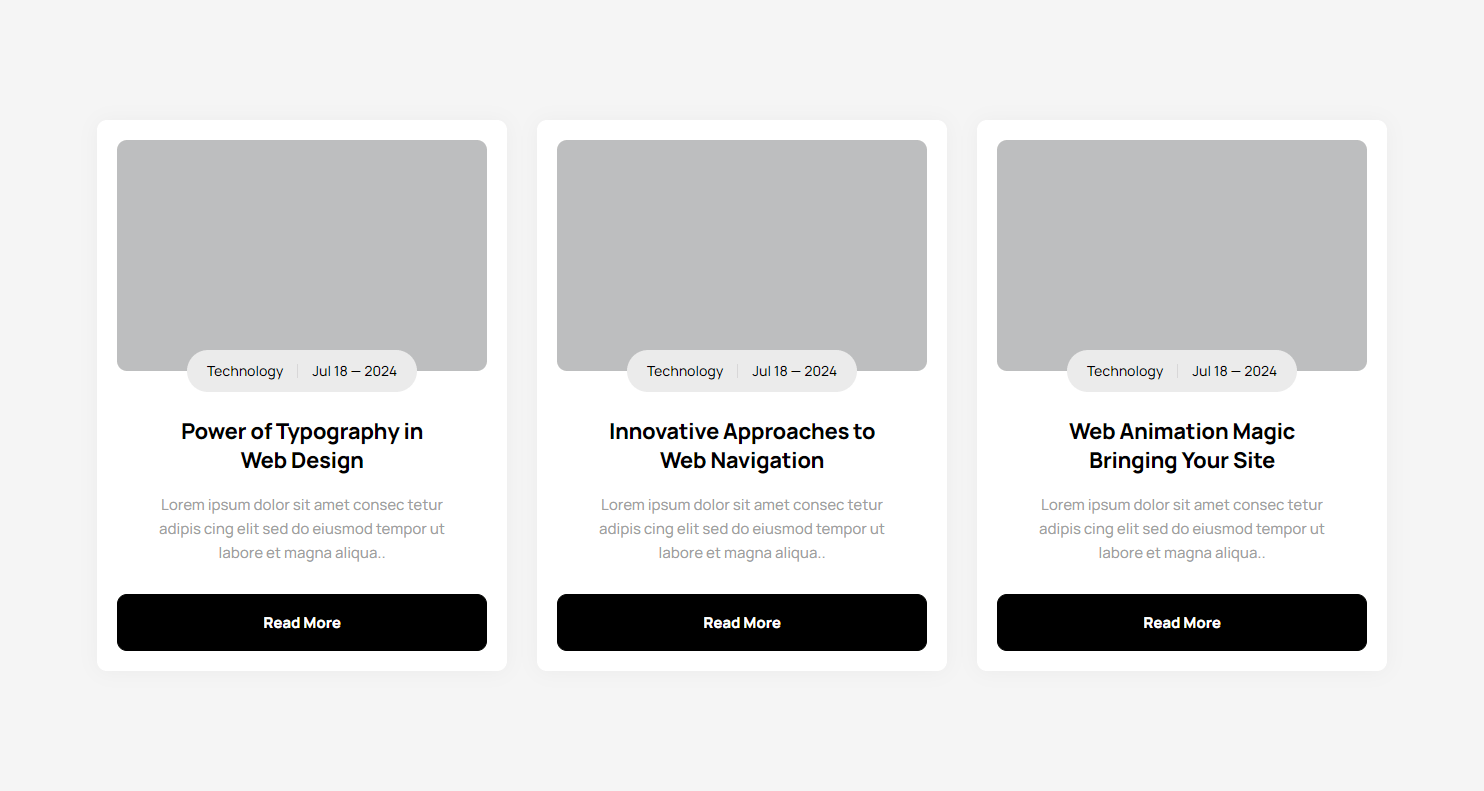 Technology | Jul 18 — 2024
Power of Typography in
Web Design
Lorem ipsum dolor sit amet consec tetur
adipis cing elit sed do eiusmod tempor ut
labore et magna aliqua..
Read More
Technology | Jul 18 — 2024
Innovative Approaches to
Web Navigation
Lorem ipsum dolor sit amet consec tetur
adipis cing elit sed do eiusmod tempor ut
labore et magna aliqua..
Read More
Technology | Jul 18 — 2024
Web Animation Magic
Bringing Your Site
Lorem ipsum dolor sit amet consec tetur
adipis cing elit sed do eiusmod tempor ut
labore et magna aliqua..
Read More